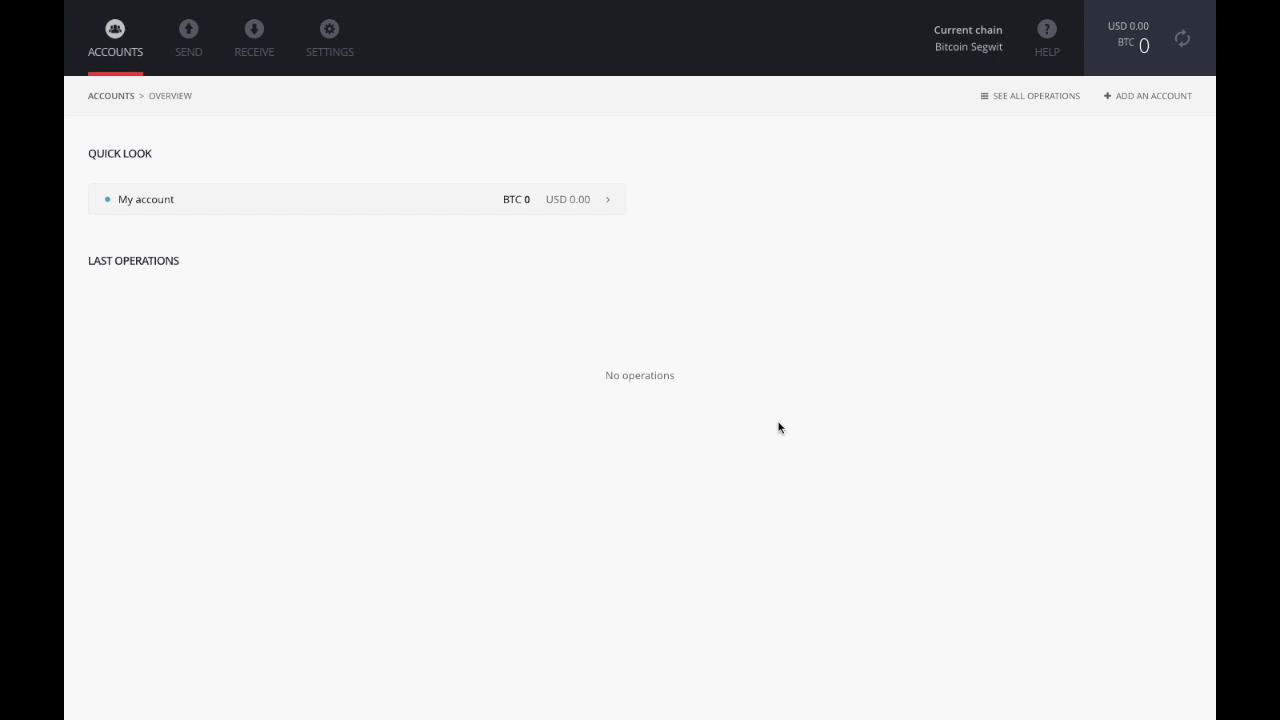 ACCOUNTS SEND RECEIVE SETTINGS
Current chain
Bitcoin Segwit
HELP
USD 0.00
BTC 0
ACCOUNTS > OVERVIEW
SEE ALL OPERATIONS
ADD AN ACCOUNT
QUICK LOOK
My account BTC 0 USD 0.00
LAST OPERATIONS
No operations